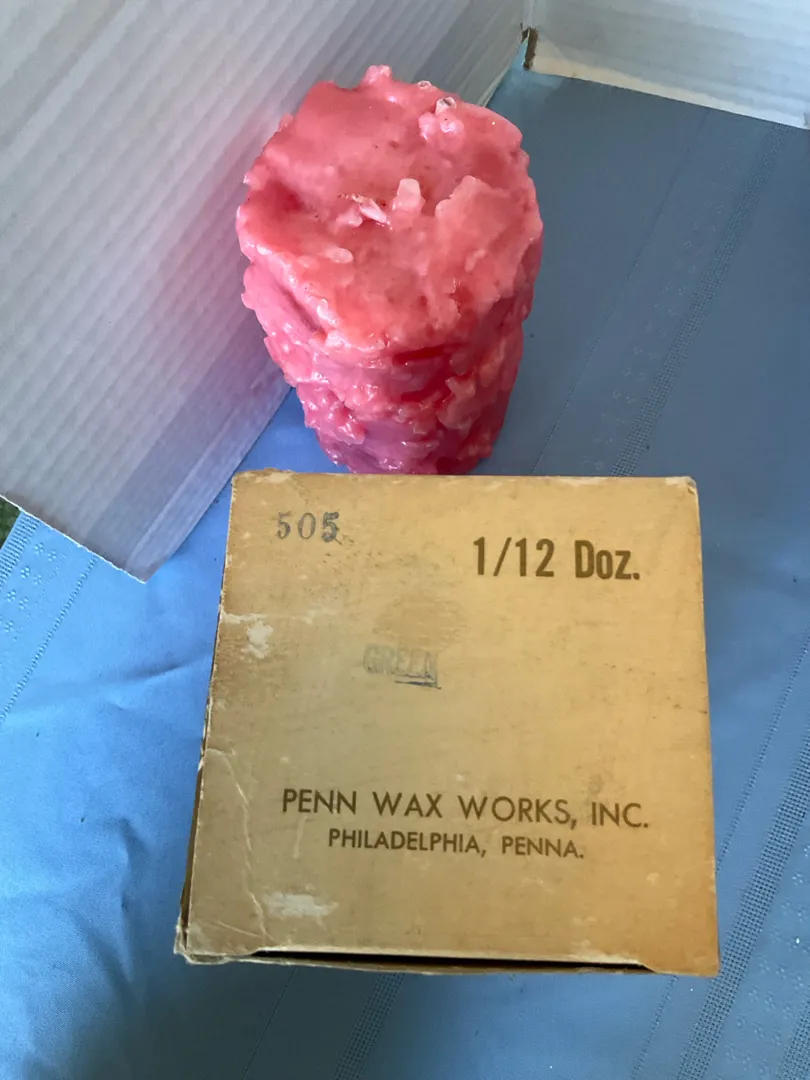 505
1/12 Doz.
GREEN
PENN WAX WORKS, INC.
PHILADELPHIA, PENNA.